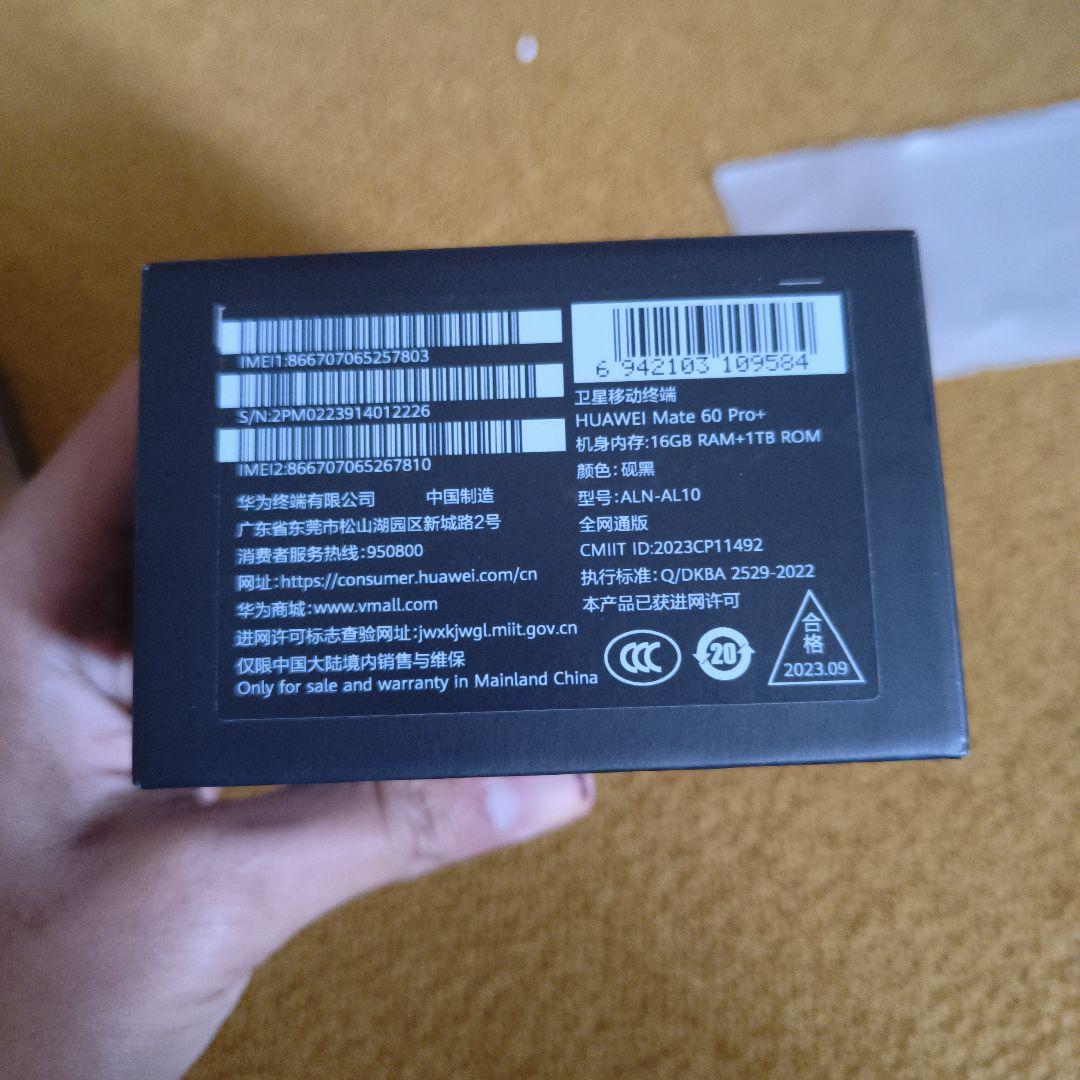 IMEI1:866707065257803
S/N:2PM0223914012226
IMEI2:866707065267810
华为终端有限公司 中国制造
广东省东莞市松山湖园区新城路2号
消费者服务热线:950800
网址:https://consumer.huawei.com/cn
华为商城:www.vmall.com
进网许可标志查验网址:jwxkjwgl.miit.gov.cn
仅限中国大陆境内销售与维保
Only for sale and warranty in Mainland China
6 942103 109584
卫星移动终端
HUAWEI Mate 60 Pro+
机身内存:16GB RAM+1TB ROM
颜色:砚黑
型号:ALN-AL10
全网通版
CMIIT ID:2023CP11492
执行标准:Q/DKBA 2529-2022
本产品已获进网许可
CCC
20
合格
2023.09